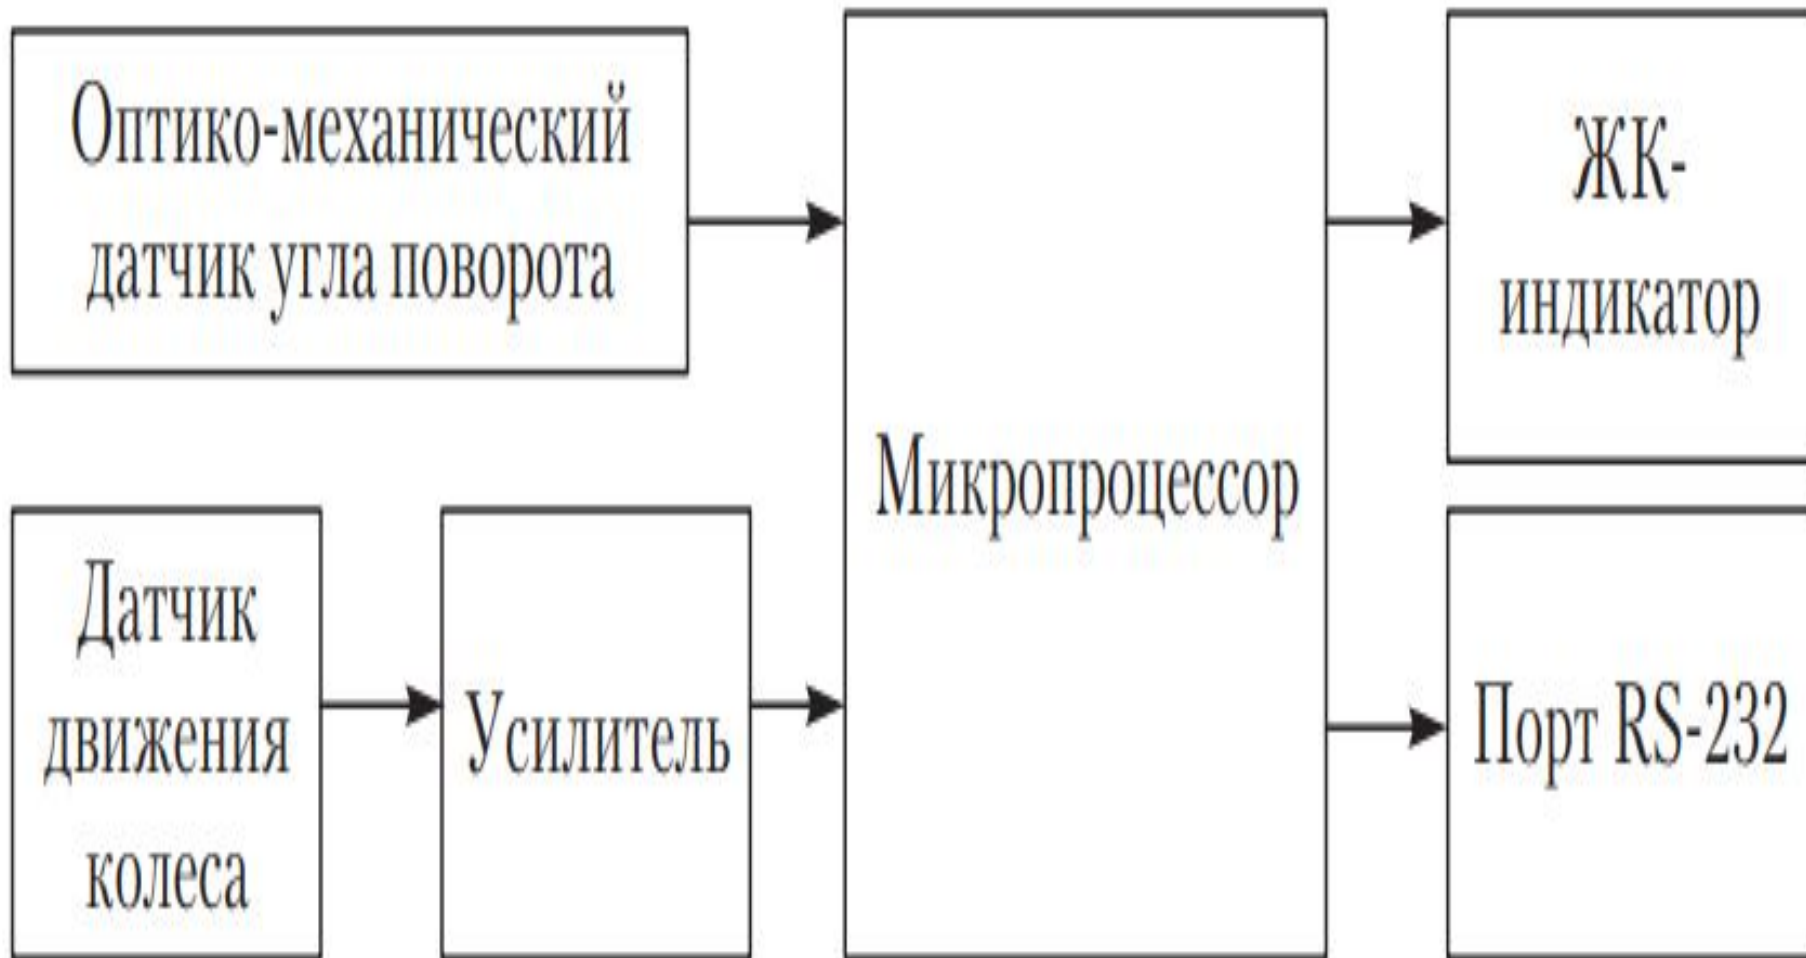 Оптико-механический
датчик угла поворота
Датчик
движения
колеса
Усилитель
Микропроцессор
ЖК-
индикатор
Порт RS-232